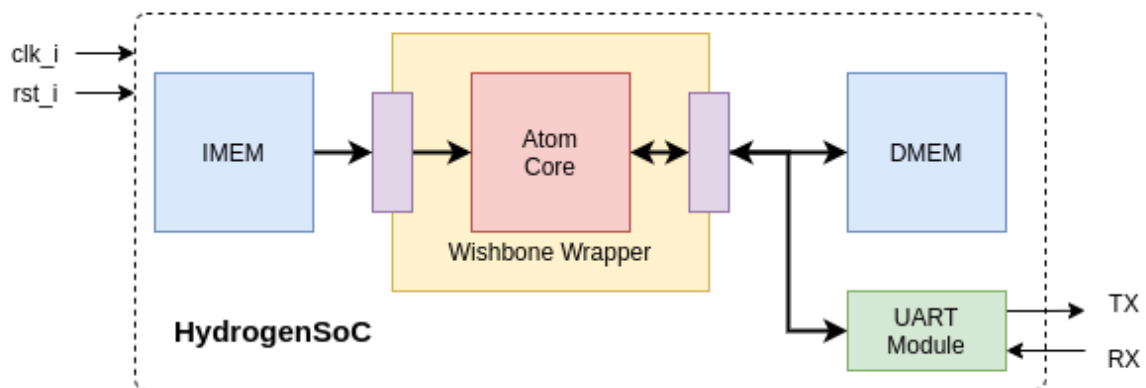 clk_i
rst_i
IMEM
Atom
Core
DMEM
Wishbone Wrapper
HydrogenSoC
UART
Module
TX
RX